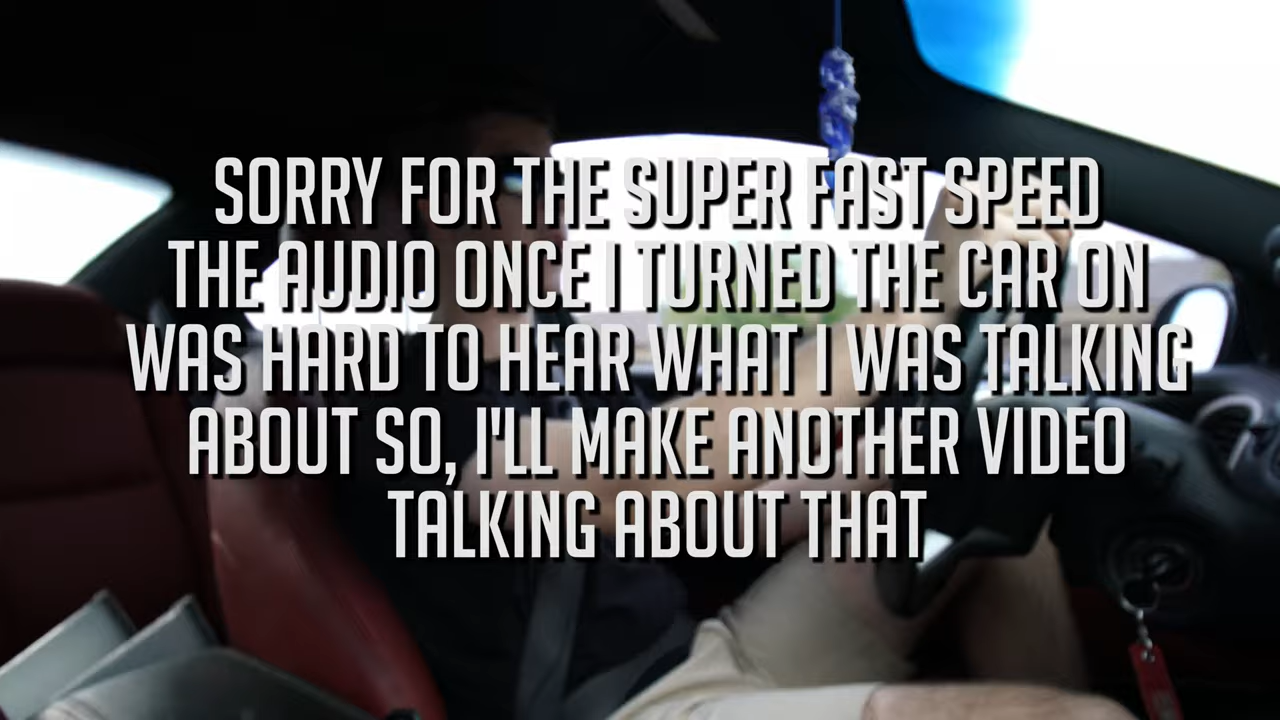 SORRY FOR THE SUPER FAST SPEED
THE AUDIO ONCE I TURNED THE CAR ON
WAS HARD TO HEAR WHAT I WAS TALKING
ABOUT SO, I'LL MAKE ANOTHER VIDEO
TALKING ABOUT THAT